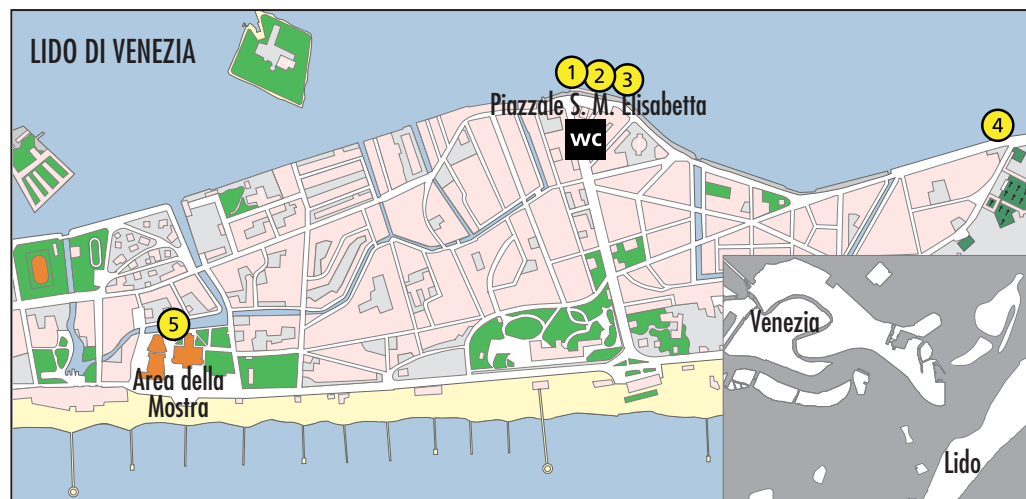 LIDO DI VENEZIA
1
2
3
Piazzale S. M. Elisabetta
WC
4
5
Area della
Mostra
Venezia
Lido